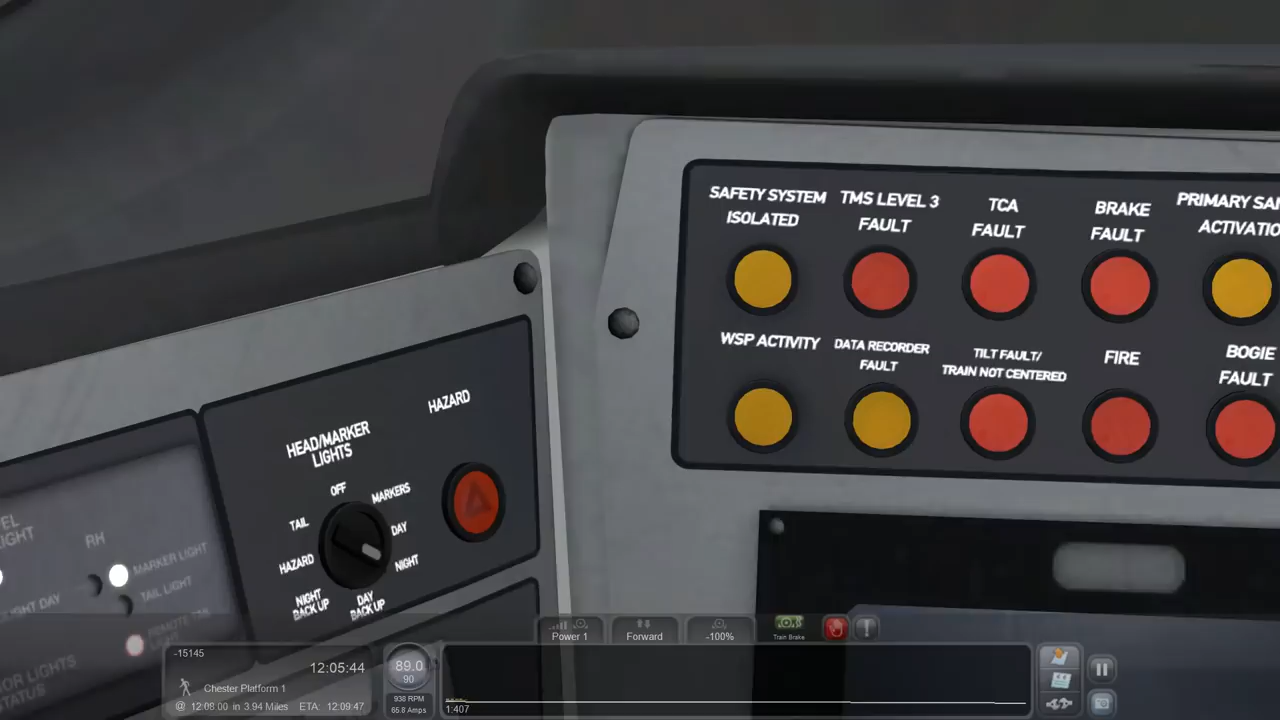 SAFETY SYSTEM
ISOLATED
TMS LEVEL 3
FAULT
TCA
FAULT
BRAKE
FAULT
PRIMARY
WSP ACTIVITY
DATA RECORDER
FAULT
TILT FAULT/
TRAIN NOT CENTERED
FIRE
BOGIE
FAULT
HAZARD
HEAD/MARKER
LIGHTS
OFF
MARKERS
TAIL
DAY
HAZARD
NIGHT
NIGHT
BACK UP
DAY
BACK UP
RH
MARKER LIGHT
TAIL LIGHT
DAY
LIGHTS
STATUS
Power 1
Forward
-100%
Train Brake
-15145
12:05:44
Chester Platform 1
@ 12:08:00 in 3.94 Miles
ETA: 12:09:47
89.0
90
938 RPM
65.8 Amps
1:407